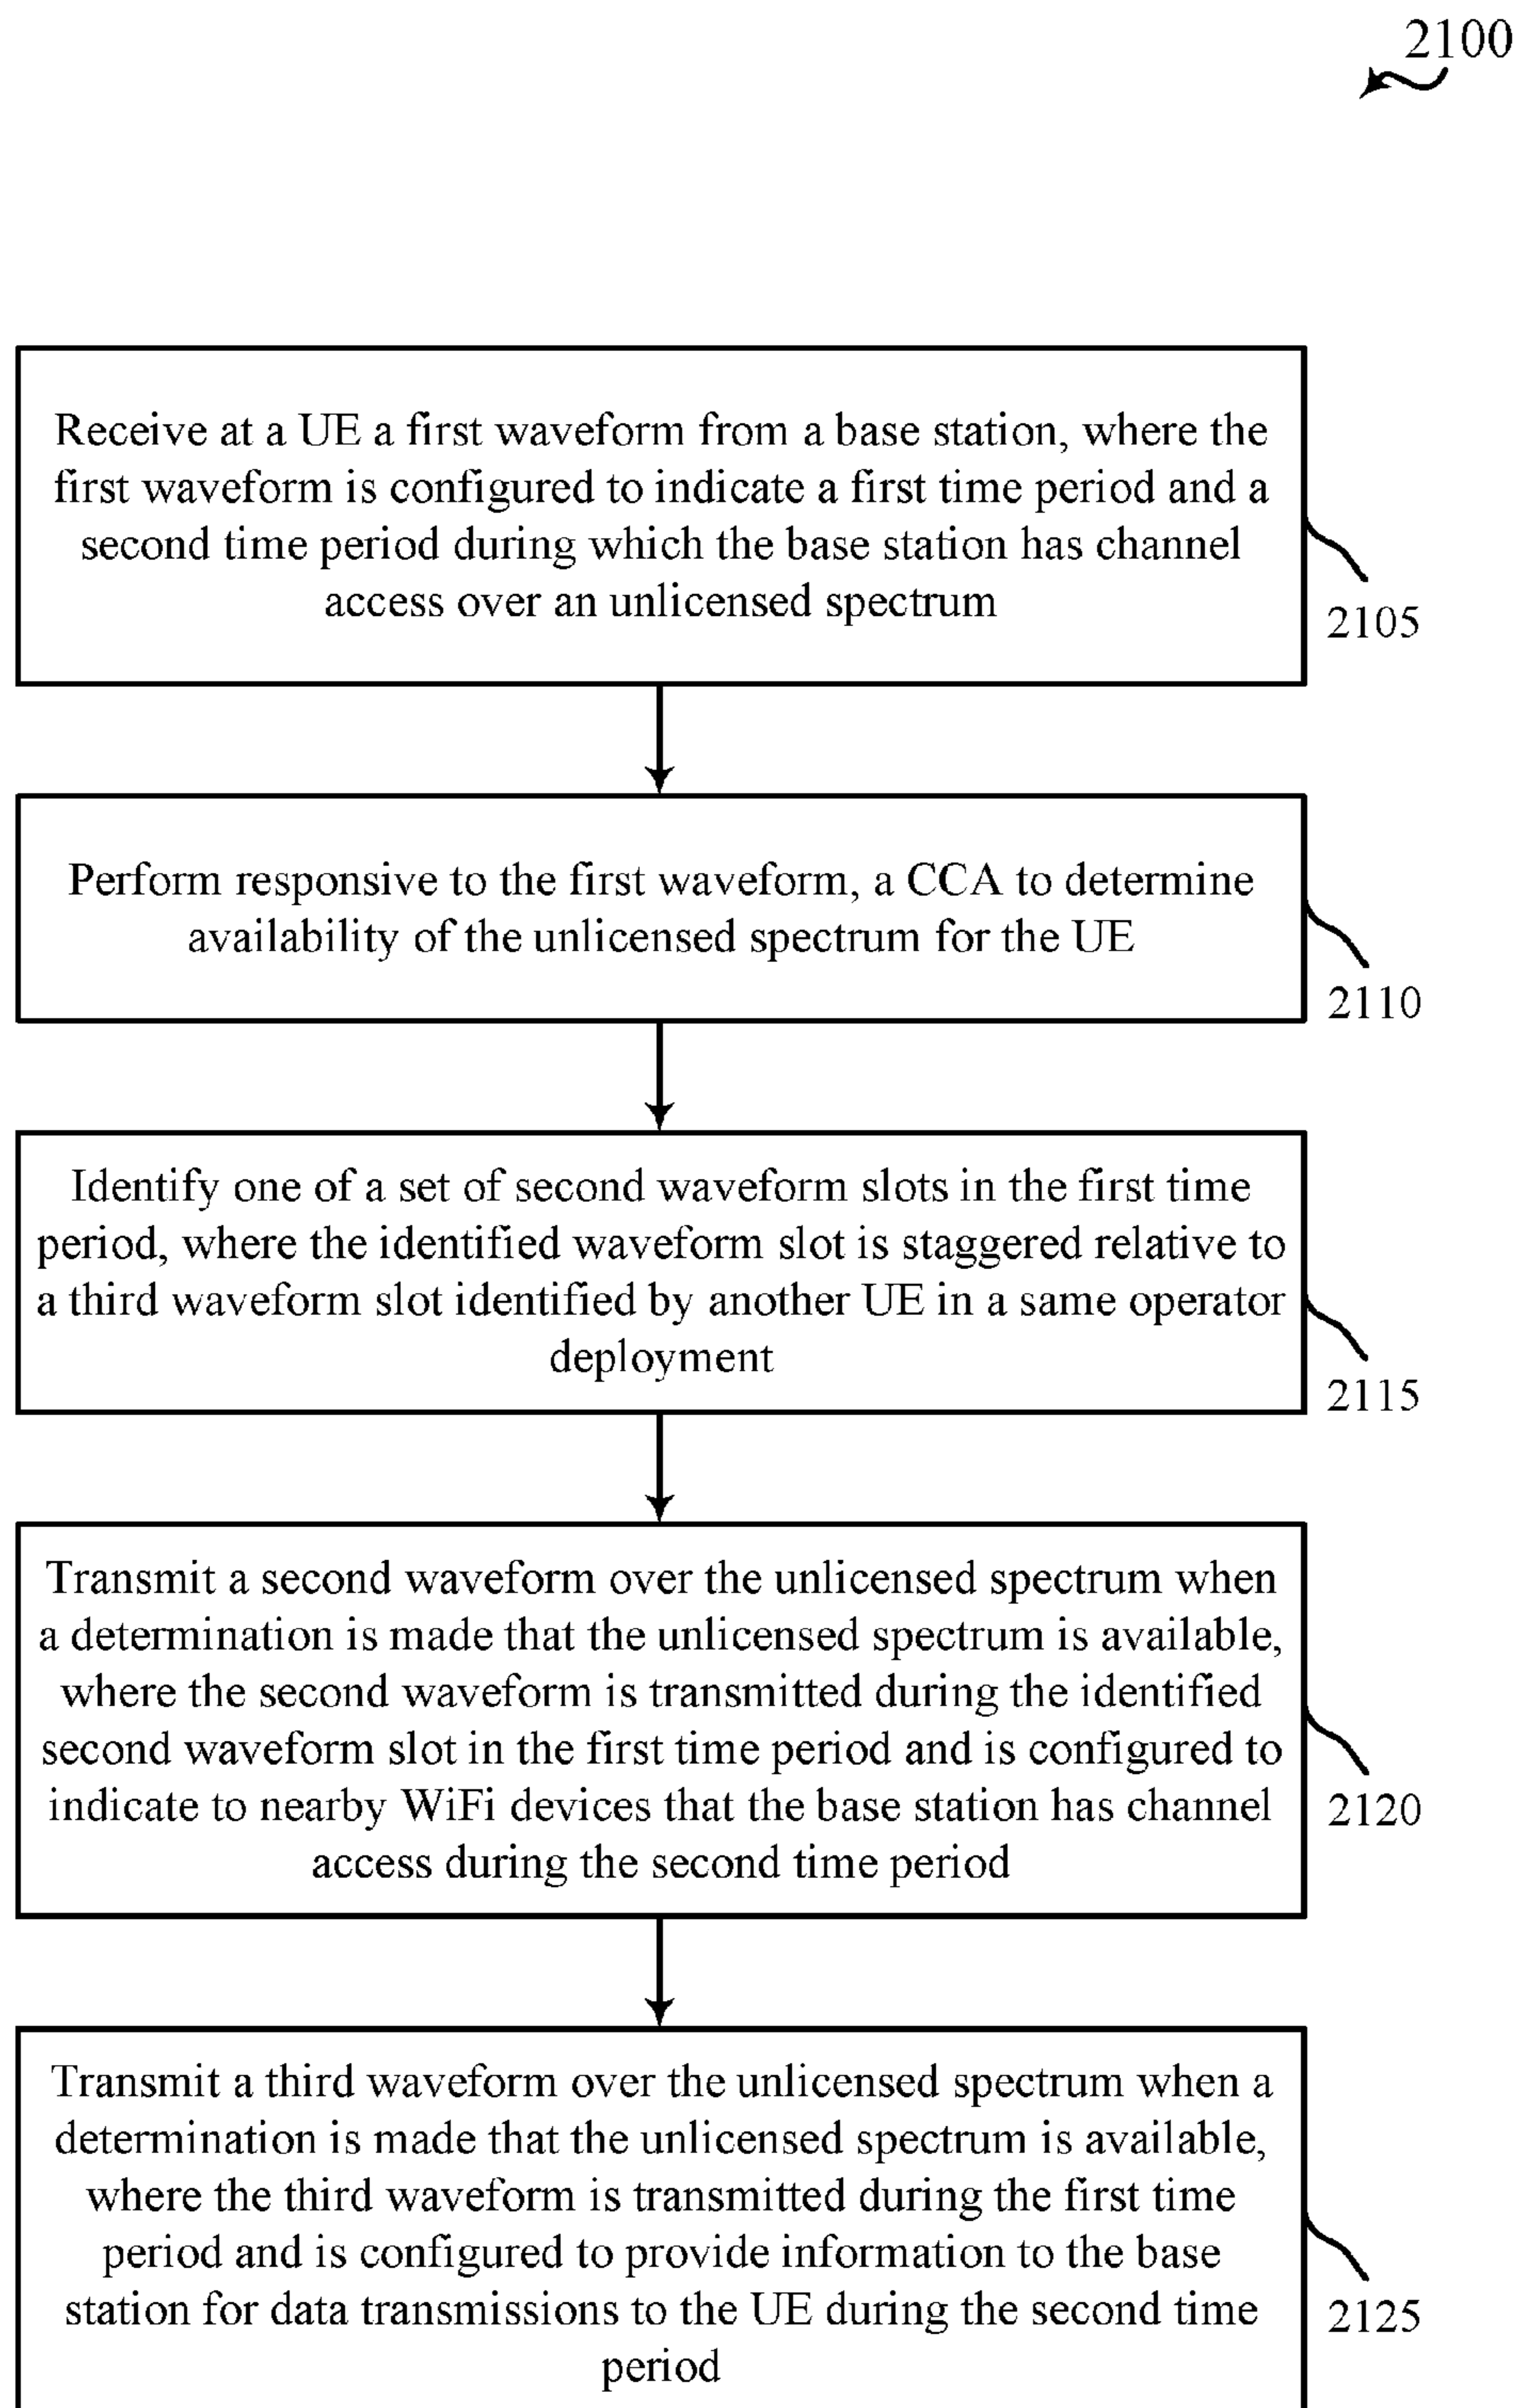 2100
Receive at a UE a first waveform from a base station, where the
first waveform is configured to indicate a first time period and a
second time period during which the base station has channel
access over an unlicensed spectrum
2105
Perform responsive to the first waveform, a CCA to determine
availability of the unlicensed spectrum for the UE
2110
Identify one of a set of second waveform slots in the first time
period, where the identified waveform slot is staggered relative to
a third waveform slot identified by another UE in a same operator
deployment
2115
Transmit a second waveform over the unlicensed spectrum when
a determination is made that the unlicensed spectrum is available,
where the second waveform is transmitted during the identified
second waveform slot in the first time period and is configured to
indicate to nearby WiFi devices that the base station has channel
access during the second time period
2120
Transmit a third waveform over the unlicensed spectrum when a
determination is made that the unlicensed spectrum is available,
where the third waveform is transmitted during the first time
period and is configured to provide information to the base
station for data transmissions to the UE during the second time
period
2125